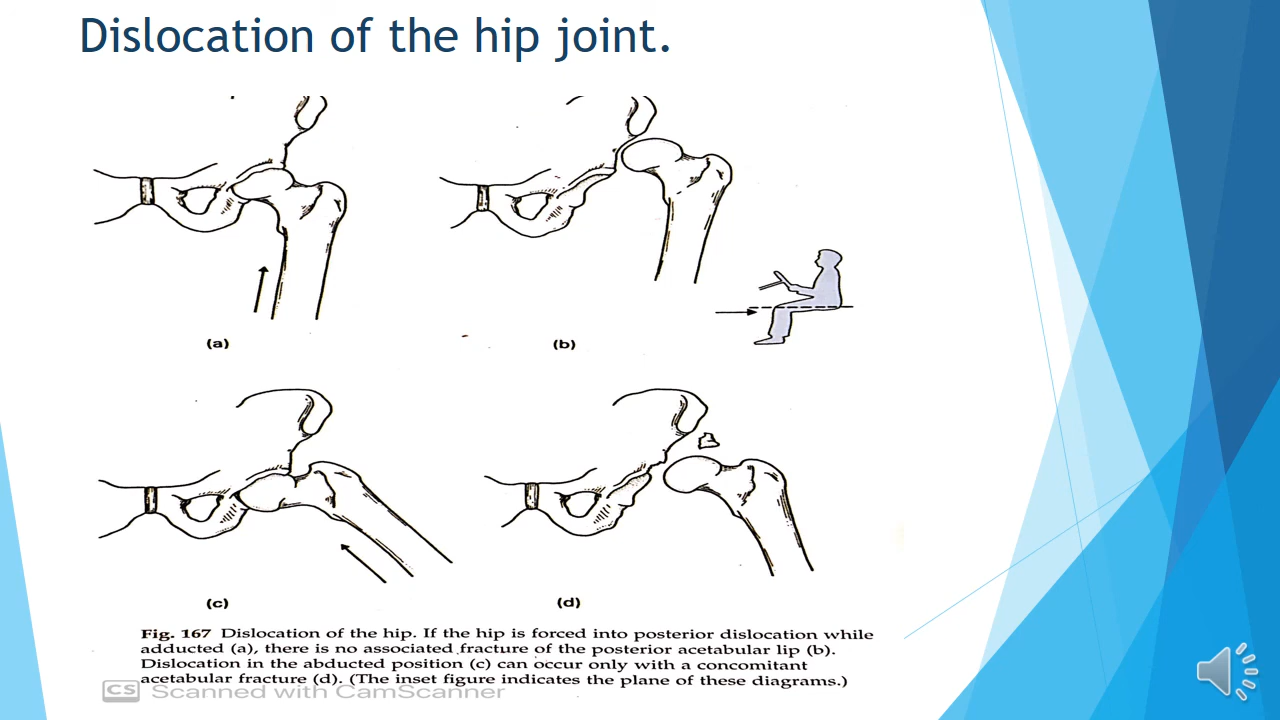 Dislocation of the hip joint.
(a)
(b)
(c)
(d)
Fig. 167 Dislocation of the hip. If the hip is forced into posterior dislocation while
adducted (a), there is no associated fracture of the posterior acetabular lip (b).
Dislocation in the abducted position (c) can occur only with a concomitant
acetabular fracture (d). (The inset figure indicates the plane of these diagrams.)
CS Scanned with CamScanner